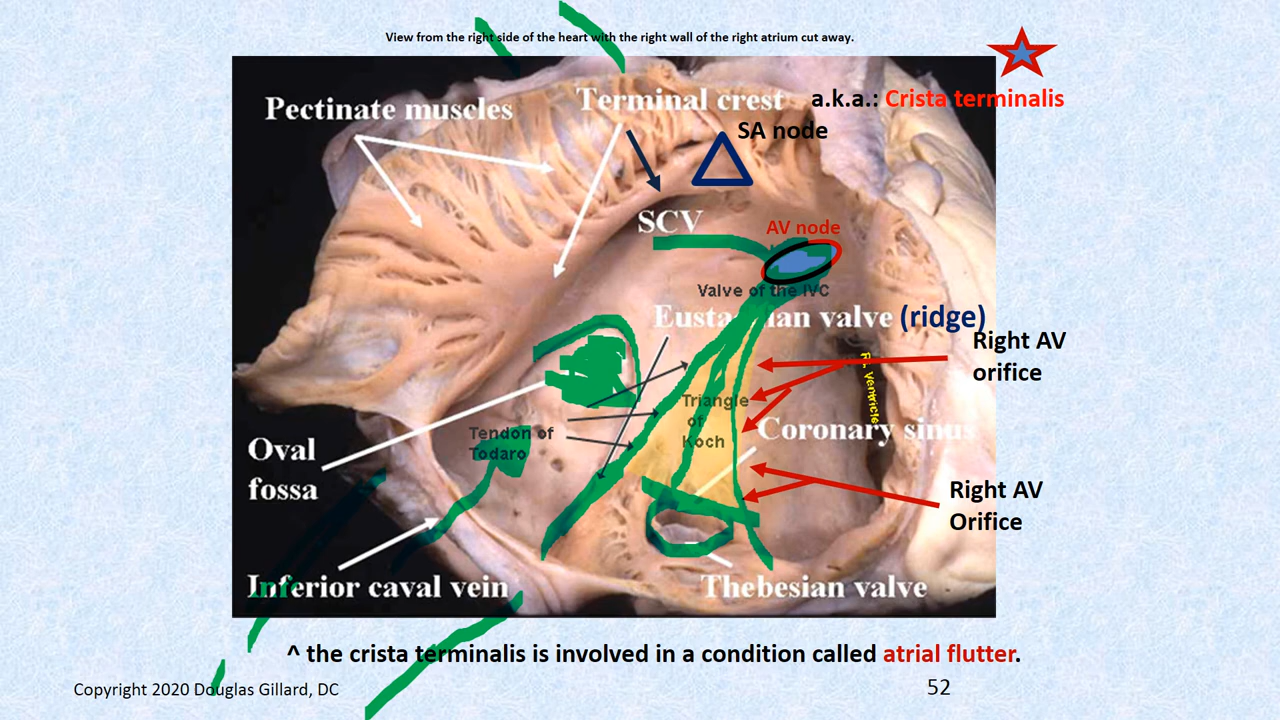 View from the right side of the heart with the right wall of the right atrium cut away.
Pectinate muscles
Terminal crest
a.k.a.: Crista terminalis
SA node
SCV
AV node
Valve of the IVC
Eustachian valve (ridge)
Right AV
orifice
Rt. Ventricle
Triangle
of
Koch
Coronary sinus
Tendon of
Todaro
Oval
fossa
Right AV
Orifice
Inferior caval vein
Thebesian valve
^ the crista terminalis is involved in a condition called atrial flutter.
Copyright 2020 Douglas Gillard, DC
52